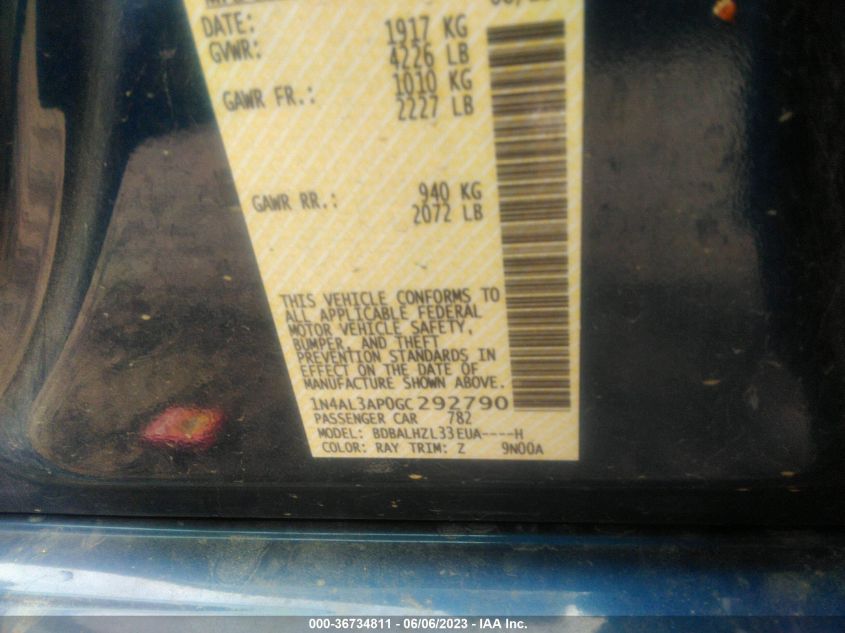 DATE: 1917 KG
GVWR: 4226 LB
GAWR FR.: 1010 KG
2227 LB
GAWR RR.: 940 KG
2072 LB
THIS VEHICLE CONFORMS TO
ALL APPLICABLE FEDERAL
MOTOR VEHICLE SAFETY,
BUMPER, AND THEFT
PREVENTION STANDARDS IN
EFFECT ON THE DATE OF
MANUFACTURE SHOWN ABOVE.
1N4AL3AP0GC292790
PASSENGER CAR 782
MODEL: BDBALHZL33EUA----H
COLOR: RAY TRIM: Z 9N00A
000-36734811 - 06/06/2023 - IAA Inc.